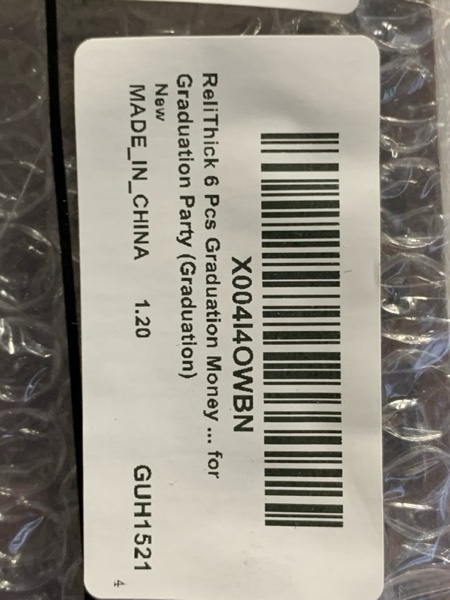 X004I4OWBN
ReliThick 6 Pcs Graduation Money ... for
Graduation Party (Graduation)
New
MADE_IN_CHINA 1.20 GUH1521
4